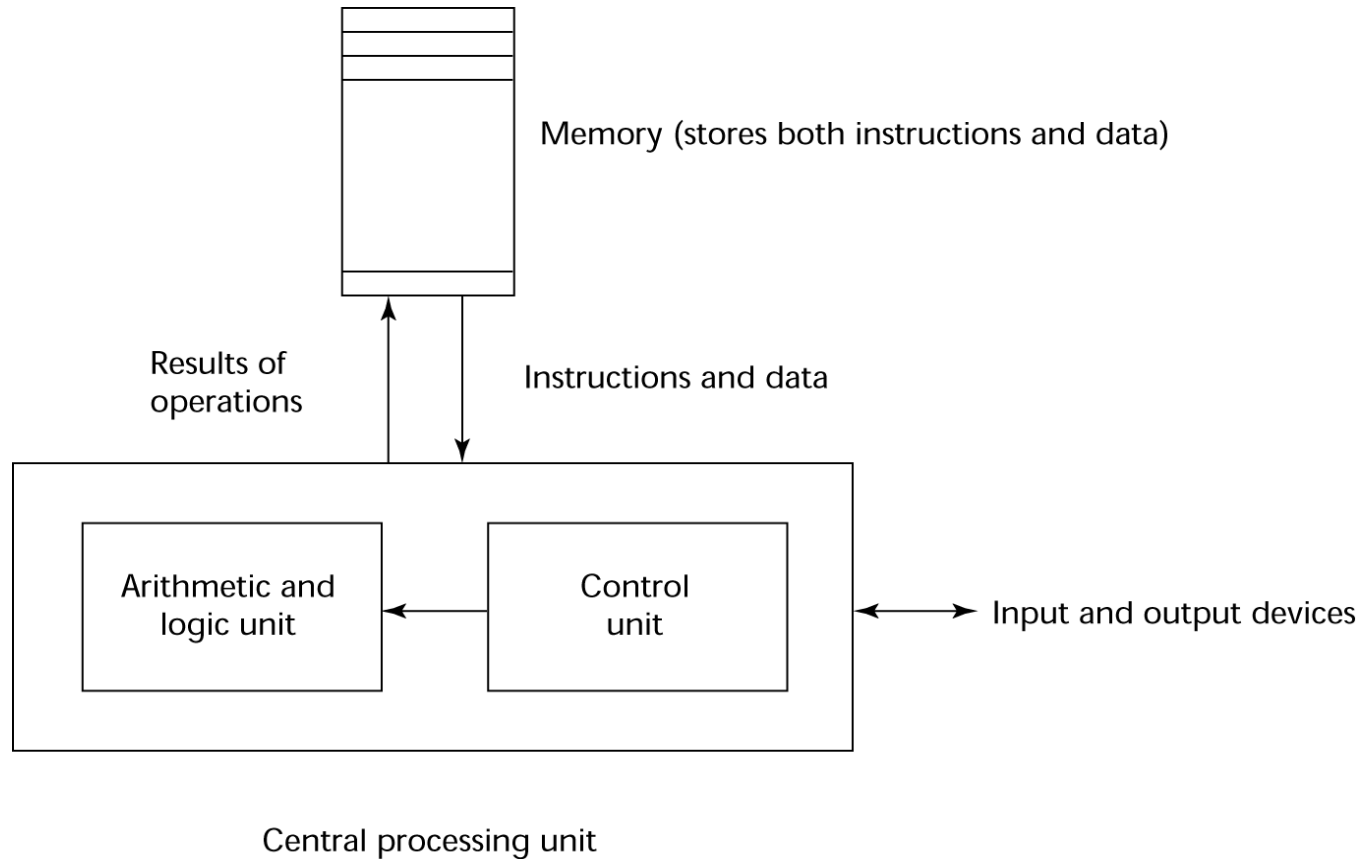 Memory (stores both instructions and data)
Results of
operations
Instructions and data
Arithmetic and
logic unit
Control
unit
Input and output devices
Central processing unit